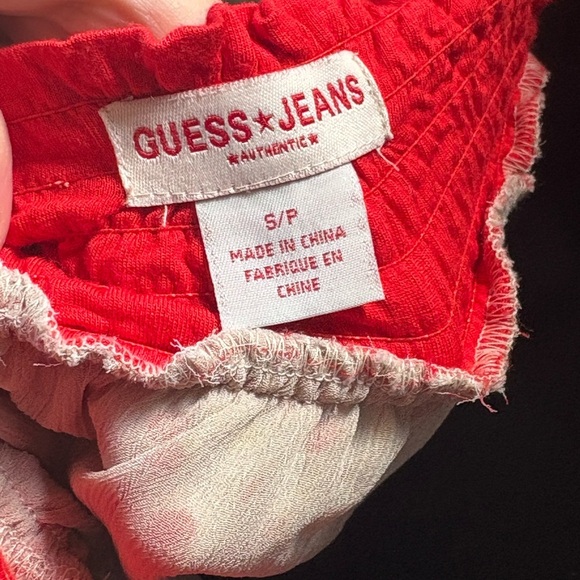 GUESS★JEANS
★AUTHENTIC★
S/P
MADE IN CHINA
FABRIQUE EN
CHINE